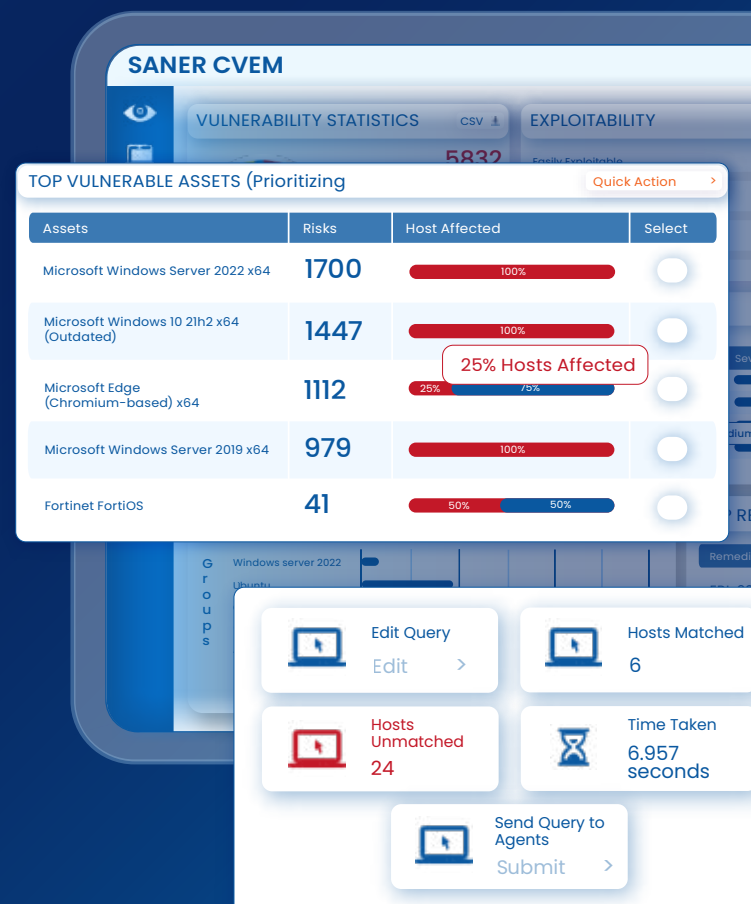 SANER CVEM
VULNERABILITY STATISTICS
CSV
EXPLOITABILITY
5832
Easily Exploitable
TOP VULNERABLE ASSETS (Prioritizing
Quick Action >
Assets
Risks
Host Affected
Select
Microsoft Windows Server 2022 x64
1700
100%
Microsoft Windows 10 21h2 x64
(Outdated)
1447
100%
25% Hosts Affected
Microsoft Edge
(Chromium-based) x64
1112
25%
75%
Microsoft Windows Server 2019 x64
979
100%
Fortinet FortiOS
41
50%
50%
Groups
Windows server 2022
Ubuntu
Edit Query
Edit >
Hosts Matched
6
Hosts
Unmatched
24
Time Taken
6.957
seconds
Send Query to
Agents
Submit >